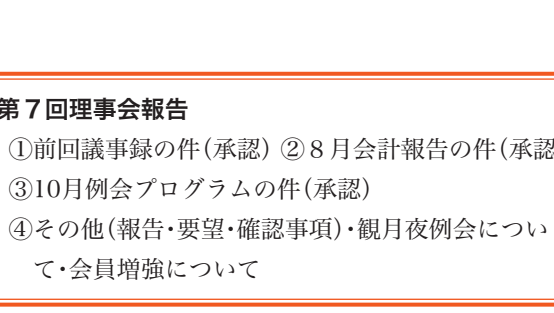 第７回理事会報告
①前回議事録の件(承認) ②８月会計報告の件(承認
③10月例会プログラムの件(承認)
④その他(報告･要望･確認事項)･観月夜例会につい
て･会員増強について